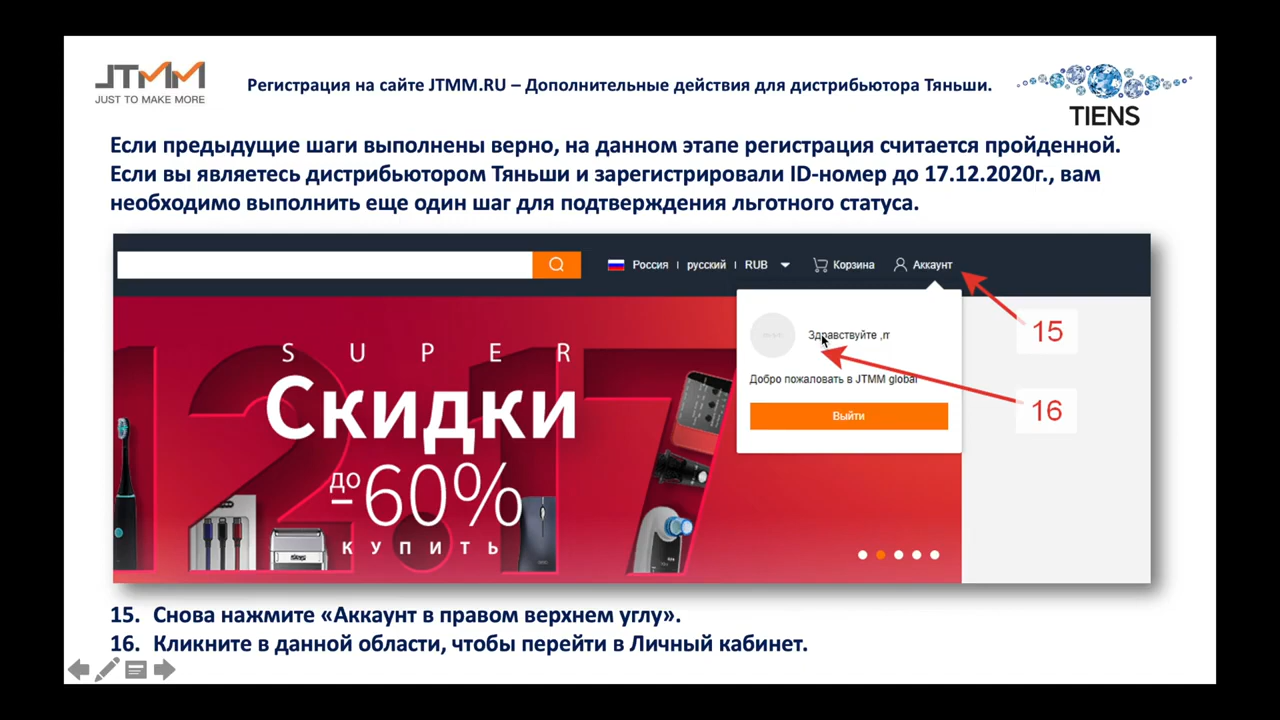 JTMM
JUST TO MAKE MORE
Регистрация на сайте JTMM.RU – Дополнительные действия для дистрибьютора Тяньши.
TIENS
Если предыдущие шаги выполнены верно, на данном этапе регистрация считается пройденной.
Если вы являетесь дистрибьютором Тяньши и зарегистрировали ID-номер до 17.12.2020г., вам
необходимо выполнить еще один шаг для подтверждения льготного статуса.
Россия | русский | RUB Корзина Аккаунт
15
Здравствуйте ,гг
Добро пожаловать в JTMM global
16
Выйти
12.17
SUPER
Скидки
до –60%
КУПИТЬ
15. Снова нажмите «Аккаунт в правом верхнем углу».
16. Кликните в данной области, чтобы перейти в Личный кабинет.